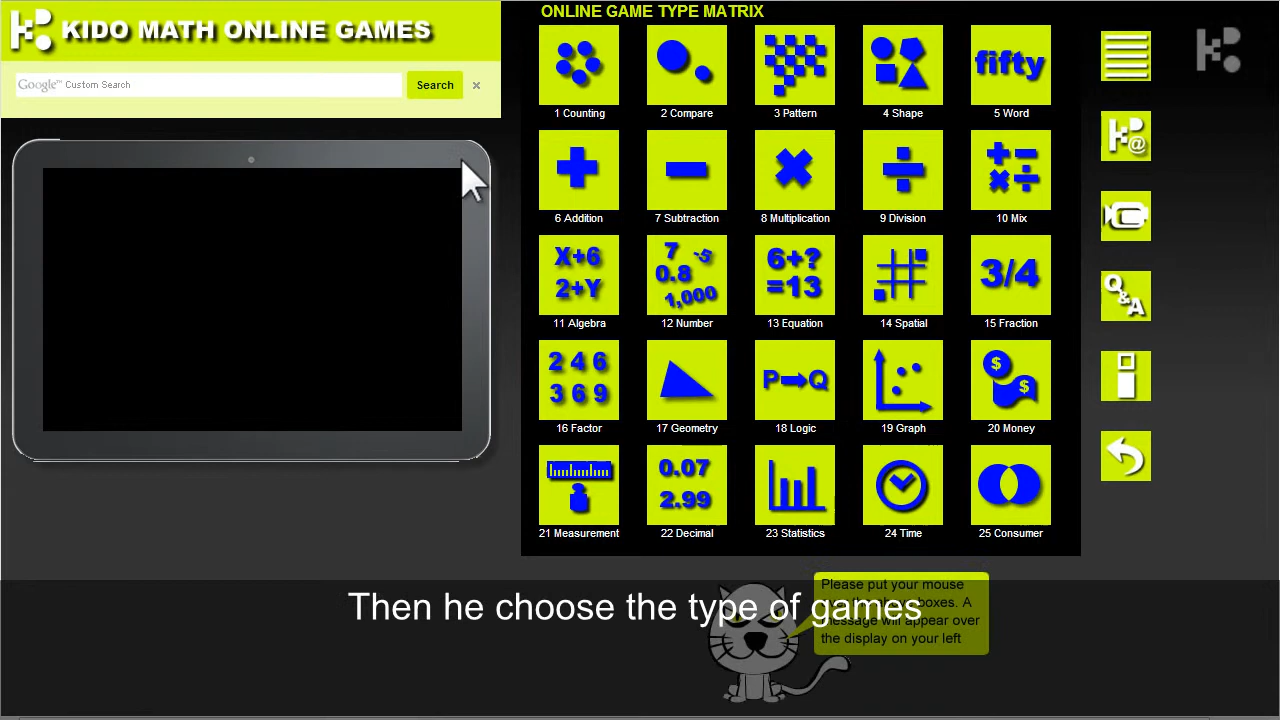 KIDO MATH ONLINE GAMES
Google™ Custom Search
Search
×
ONLINE GAME TYPE MATRIX
fifty
1 Counting
2 Compare
3 Pattern
4 Shape
5 Word
6 Addition
7 Subtraction
8 Multiplication
9 Division
10 Mix
X+6
2+Y
7 -5
0.8
1,000
6+?
=13
3/4
11 Algebra
12 Number
13 Equation
14 Spatial
15 Fraction
2 4 6
3 6 9
P➞Q
$
$
16 Factor
17 Geometry
18 Logic
19 Graph
20 Money
0.07
2.99
21 Measurement
22 Decimal
23 Statistics
24 Time
25 Consumer
@
Q
&
A
Please put your mouse
boxes. A
message will appear over
the display on your left
Then he choose the type of games